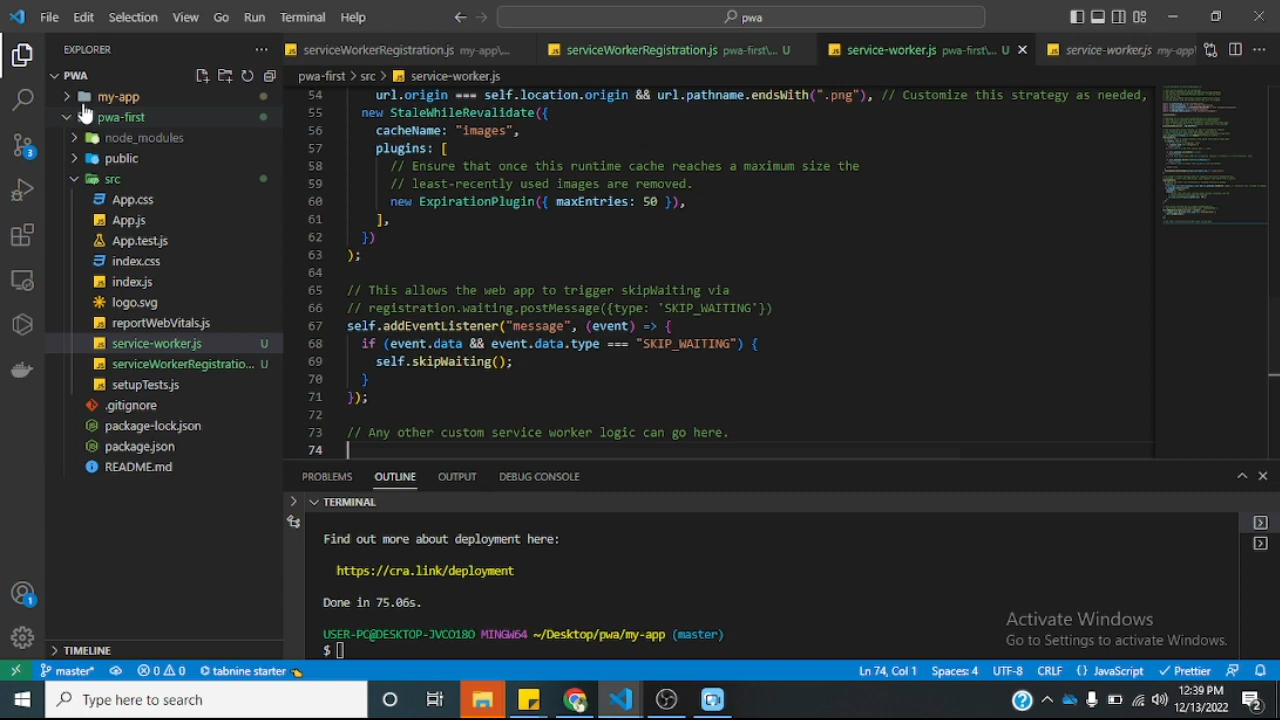 File Edit Selection View Go Run Terminal Help
pwa
EXPLORER
serviceWorkerRegistration.js my-app\...
serviceWorkerRegistration.js pwa-first\... U
service-worker.js pwa-first\... U
service-worker.js my-app\
PWA
pwa-first > src > service-worker.js
my-app
pwa-first
node_modules
public
src
App.css
App.js
App.test.js
index.css
index.js
logo.svg
reportWebVitals.js
service-worker.js U
serviceWorkerRegistratio... U
setupTests.js
.gitignore
package-lock.json
package.json
README.md
TIMELINE
54 url.origin === self.location.origin && url.pathname.endsWith(".png"), // Customize this strategy as needed,
55 new StaleWhileRevalidate({
56 cacheName: "images",
57 plugins: [
58 // Ensure that once this runtime cache reaches a maximum size the
59 // least-recently used images are removed.
60 new ExpirationPlugin({ maxEntries: 50 }),
61 ],
62 })
63 );
64
65 // This allows the web app to trigger skipWaiting via
66 // registration.waiting.postMessage({type: 'SKIP_WAITING'})
67 self.addEventListener("message", (event) => {
68 if (event.data && event.data.type === "SKIP_WAITING") {
69 self.skipWaiting();
70 }
71 });
72
73 // Any other custom service worker logic can go here.
74
PROBLEMS OUTLINE OUTPUT DEBUG CONSOLE
TERMINAL
Find out more about deployment here:
https://cra.link/deployment
Done in 75.06s.
USER-PC@DESKTOP-JVCO18O MINGW64 ~/Desktop/pwa/my-app (master)
$
Activate Windows
Go to Settings to activate Windows.
3
1
master* 0 0 tabnine starter Ln 74, Col 1 Spaces: 4 UTF-8 CRLF {} JavaScript Prettier
Type here to search
12:39 PM
12/13/2022
2